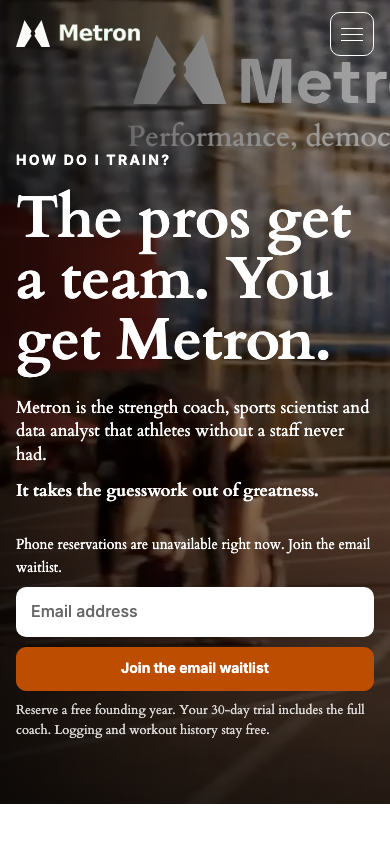 Metron
Metr
Performance, democ
HOW DO I TRAIN?
The pros get
a team. You
get Metron.
Metron is the strength coach, sports scientist and
data analyst that athletes without a staff never
had.
It takes the guesswork out of greatness.
Phone reservations are unavailable right now. Join the email
waitlist.
Email address
Join the email waitlist
Reserve a free founding year. Your 30-day trial includes the full
coach. Logging and workout history stay free.